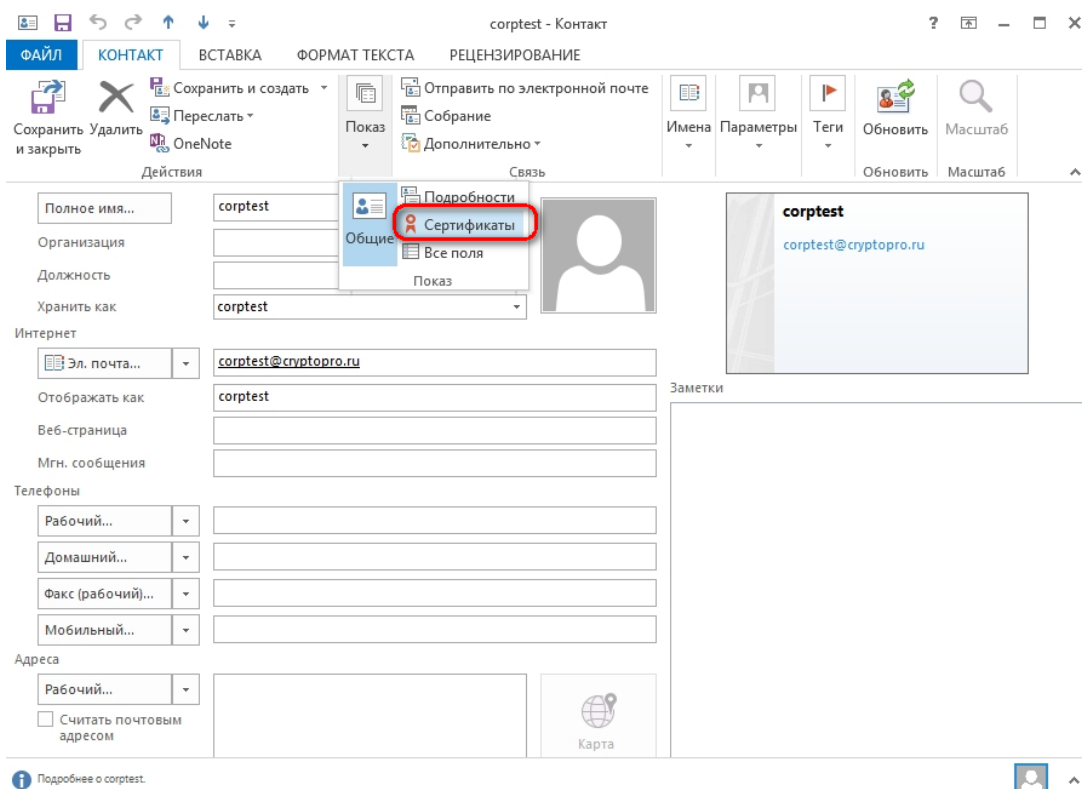 corptest - Контакт
ФАЙЛ КОНТАКТ ВСТАВКА ФОРМАТ ТЕКСТА РЕЦЕНЗИРОВАНИЕ
Сохранить и закрыть
Удалить
Сохранить и создать
Переслать
OneNote
Действия
Показ
Отправить по электронной почте
Собрание
Дополнительно
Связь
Имена
Параметры
Теги
Обновить
Обновить
Масштаб
Масштаб
Общие
Подробности
Сертификаты
Все поля
Показ
Полное имя... corptest
Организация
Должность
Хранить как corptest
Интернет
Эл. почта... corptest@cryptopro.ru
Отображать как corptest
Веб-страница
Мгн. сообщения
Телефоны
Рабочий...
Домашний...
Факс (рабочий)...
Мобильный...
Адреса
Рабочий...
Считать почтовым
адресом
Карта
corptest
corptest@cryptopro.ru
Заметки
Подробнее о corptest.